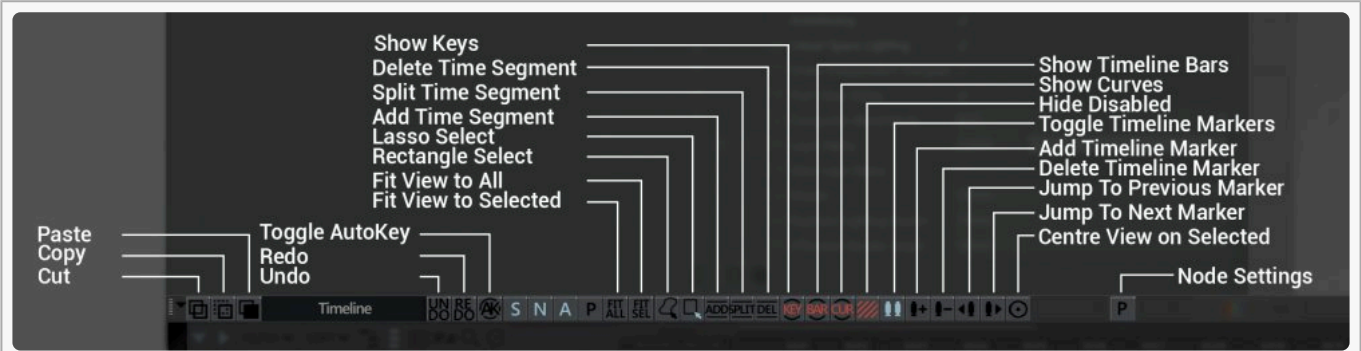 Show Keys
Delete Time Segment
Split Time Segment
Add Time Segment
Lasso Select
Rectangle Select
Fit View to All
Fit View to Selected
Show Timeline Bars
Show Curves
Hide Disabled
Toggle Timeline Markers
Add Timeline Marker
Delete Timeline Marker
Jump To Previous Marker
Jump To Next Marker
Centre View on Selected
Paste
Copy
Cut
Toggle AutoKey
Redo
Undo
Node Settings
Timeline
UN DO
RE DO
AK
S N A P
FIT ALL
FIT SEL
ADD
SPLIT
DEL
KEY
BAR
CUR
P